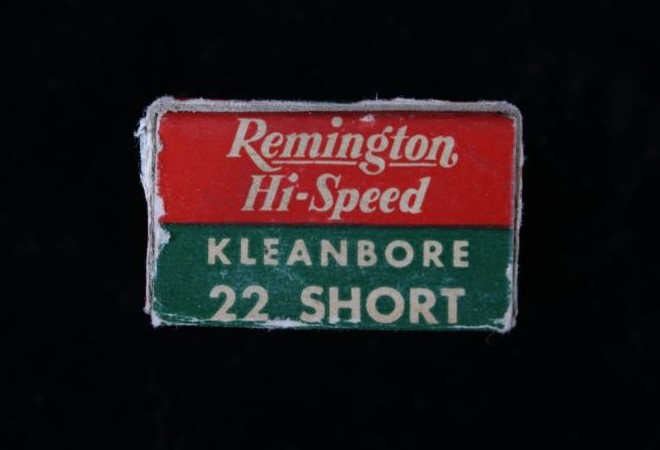 Remington
Hi-Speed
KLEANBORE
22 SHORT